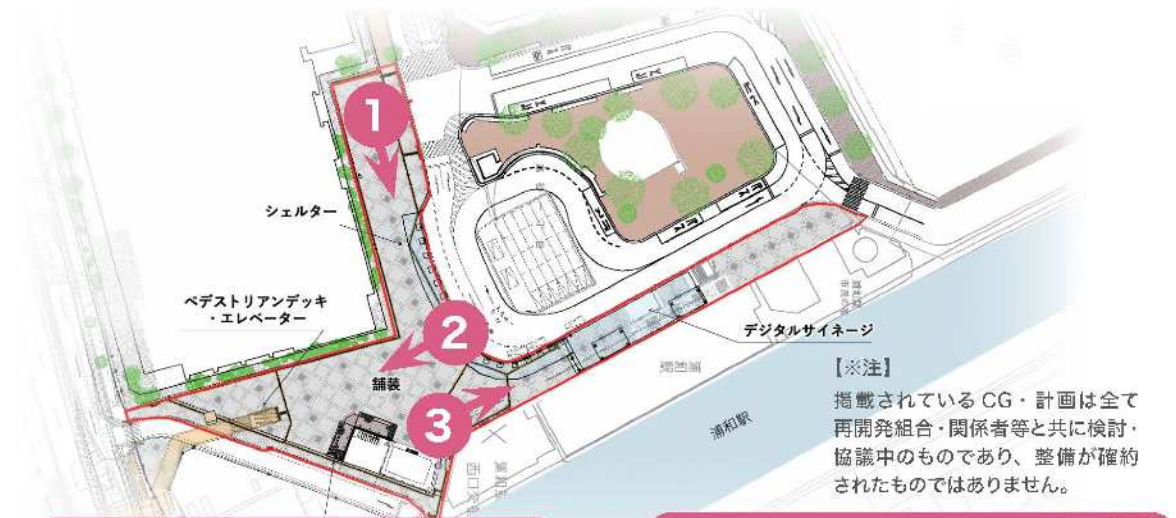 1
シェルター
ペデストリアンデッキ
・エレベーター
2
デジタルサイネージ
舗装
3
浦和駅
【※注】
掲載されている CG・計画は全て
再開発組合・関係者等と共に検討・
協議中のものであり、整備が確約
されたものではありません。